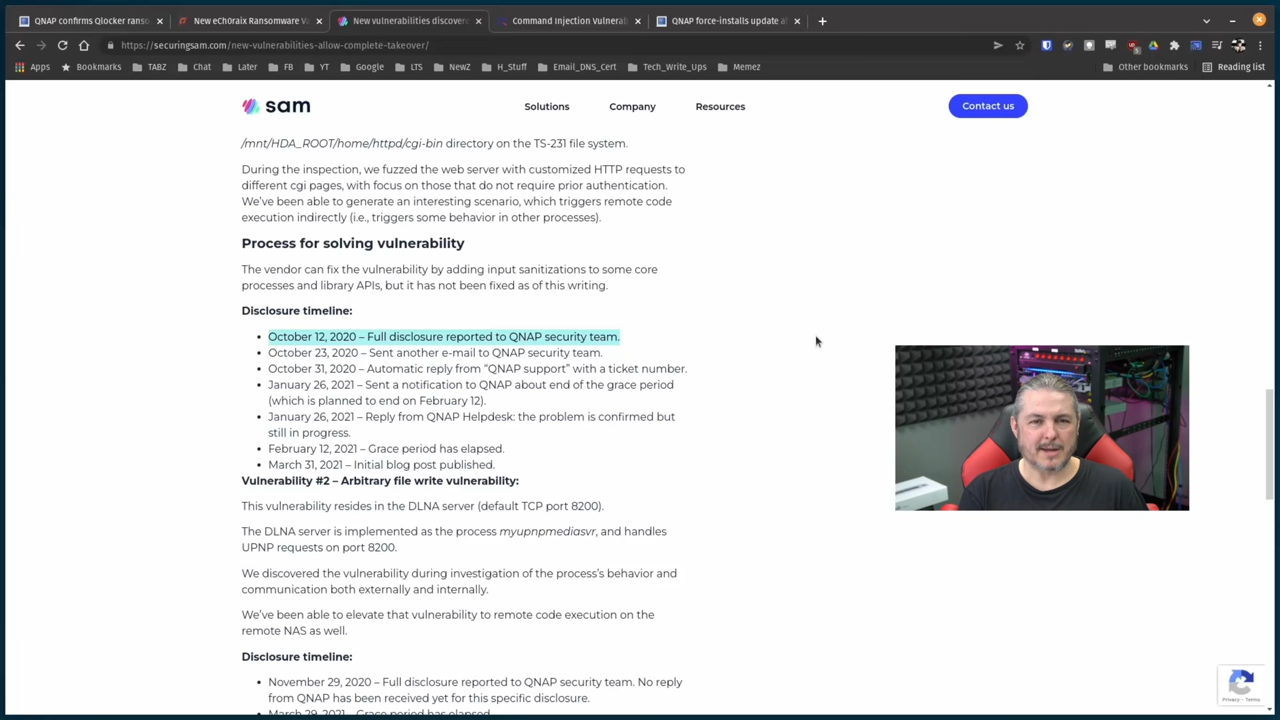 QNAP confirms Qlocker ranso
New eCh0raix Ransomware Va
New vulnerabilities discover
Command Injection Vulnerab
QNAP force-installs update a
https://securingsam.com/new-vulnerabilities-allow-complete-takeover/
Apps
Bookmarks
TABZ
Chat
Later
FB
YT
Google
LTS
NewZ
H_Stuff
Email_DNS_Cert
Tech_Write_Ups
Memez
Other bookmarks
Reading list
sam
Solutions
Company
Resources
Contact us
/mnt/HDA_ROOT/home/httpd/cgi-bin directory on the TS-231 file system.
During the inspection, we fuzzed the web server with customized HTTP requests to
different cgi pages, with focus on those that do not require prior authentication.
We've been able to generate an interesting scenario, which triggers remote code
execution indirectly (i.e., triggers some behavior in other processes).
Process for solving vulnerability
The vendor can fix the vulnerability by adding input sanitizations to some core
processes and library APIs, but it has not been fixed as of this writing.
Disclosure timeline:
• October 12, 2020 – Full disclosure reported to QNAP security team.
• October 23, 2020 – Sent another e-mail to QNAP security team.
• October 31, 2020 – Automatic reply from “QNAP support” with a ticket number.
• January 26, 2021 – Sent a notification to QNAP about end of the grace period
(which is planned to end on February 12).
• January 26, 2021 – Reply from QNAP Helpdesk: the problem is confirmed but
still in progress.
• February 12, 2021 – Grace period has elapsed.
• March 31, 2021 – Initial blog post published.
Vulnerability #2 – Arbitrary file write vulnerability:
This vulnerability resides in the DLNA server (default TCP port 8200).
The DLNA server is implemented as the process myupnpmediasvr, and handles
UPNP requests on port 8200.
We discovered the vulnerability during investigation of the process's behavior and
communication both externally and internally.
We've been able to elevate that vulnerability to remote code execution on the
remote NAS as well.
Disclosure timeline:
• November 29, 2020 – Full disclosure reported to QNAP security team. No reply
from QNAP has been received yet for this specific disclosure.
• March 29, 2021 – Grace period has elapsed.
Privacy - Terms